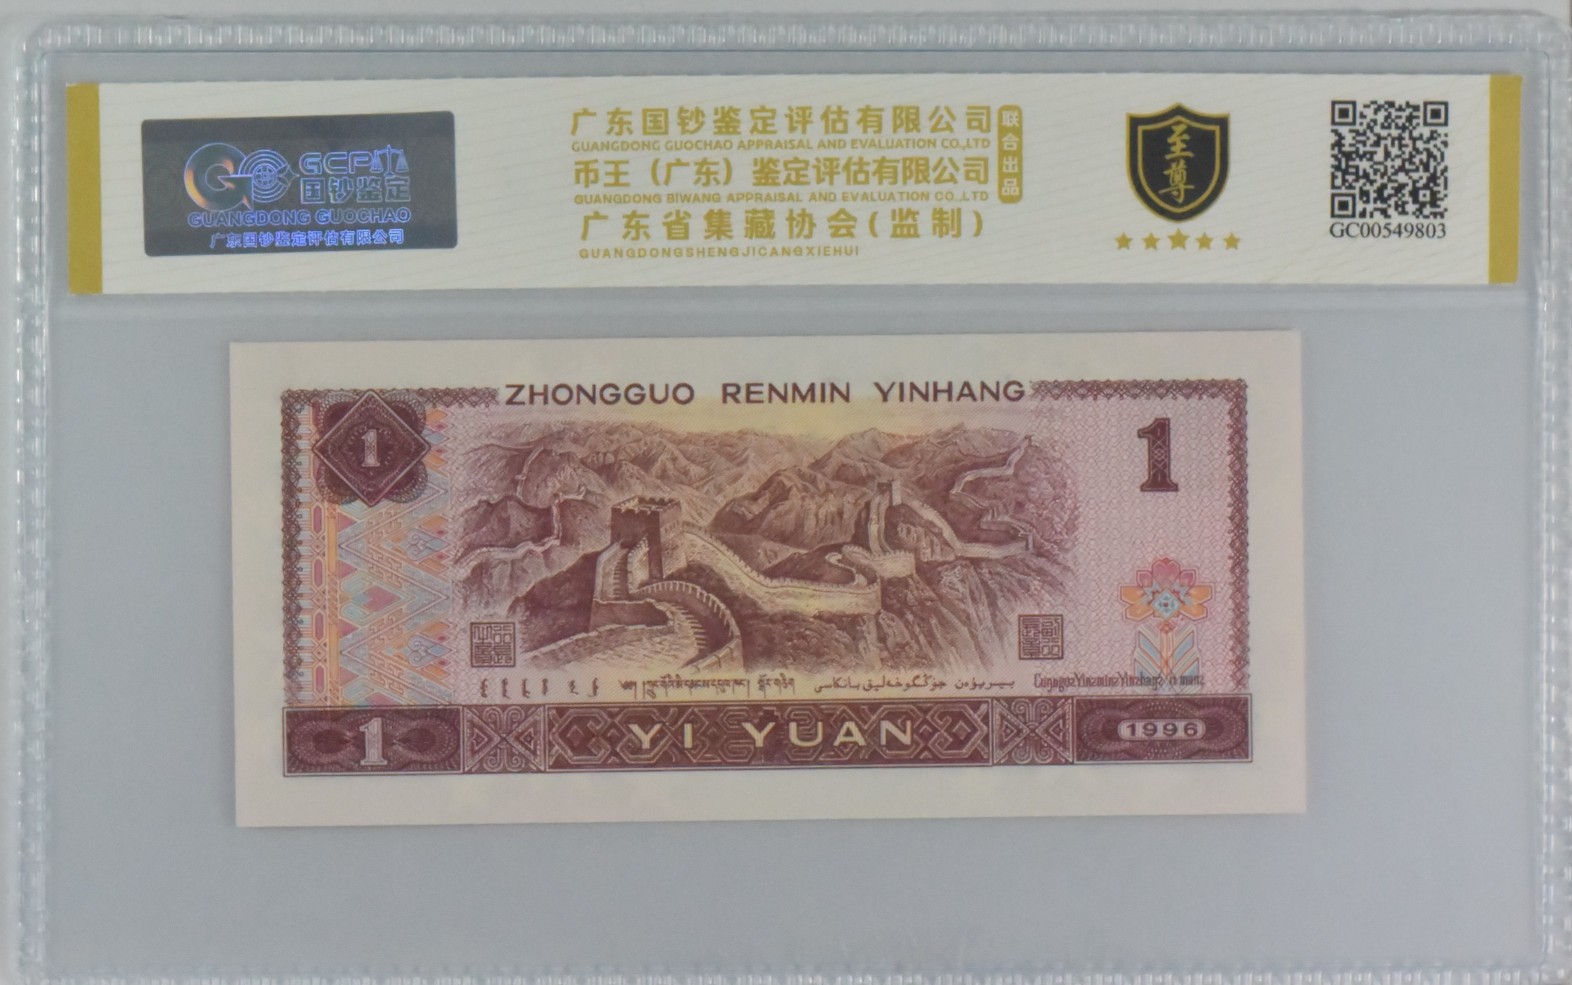 GCP
国钞鉴定
GUANGDONG GUOCHAO
广东国钞鉴定评估有限公司
广东国钞鉴定评估有限公司
GUANGDONG GUOCHAO APPRAISAL AND EVALUATION CO.,LTD
币王（广东）鉴定评估有限公司
GUANGDONG BIWANG APPRAISAL AND EVALUATION CO.,LTD
联合出品
广东省集藏协会(监制)
GUANGDONGSHENGJICANGXIEHUI
至尊
GC00549803
ZHONGGUO RENMIN YINHANG
1
1
1
YI YUAN
1996